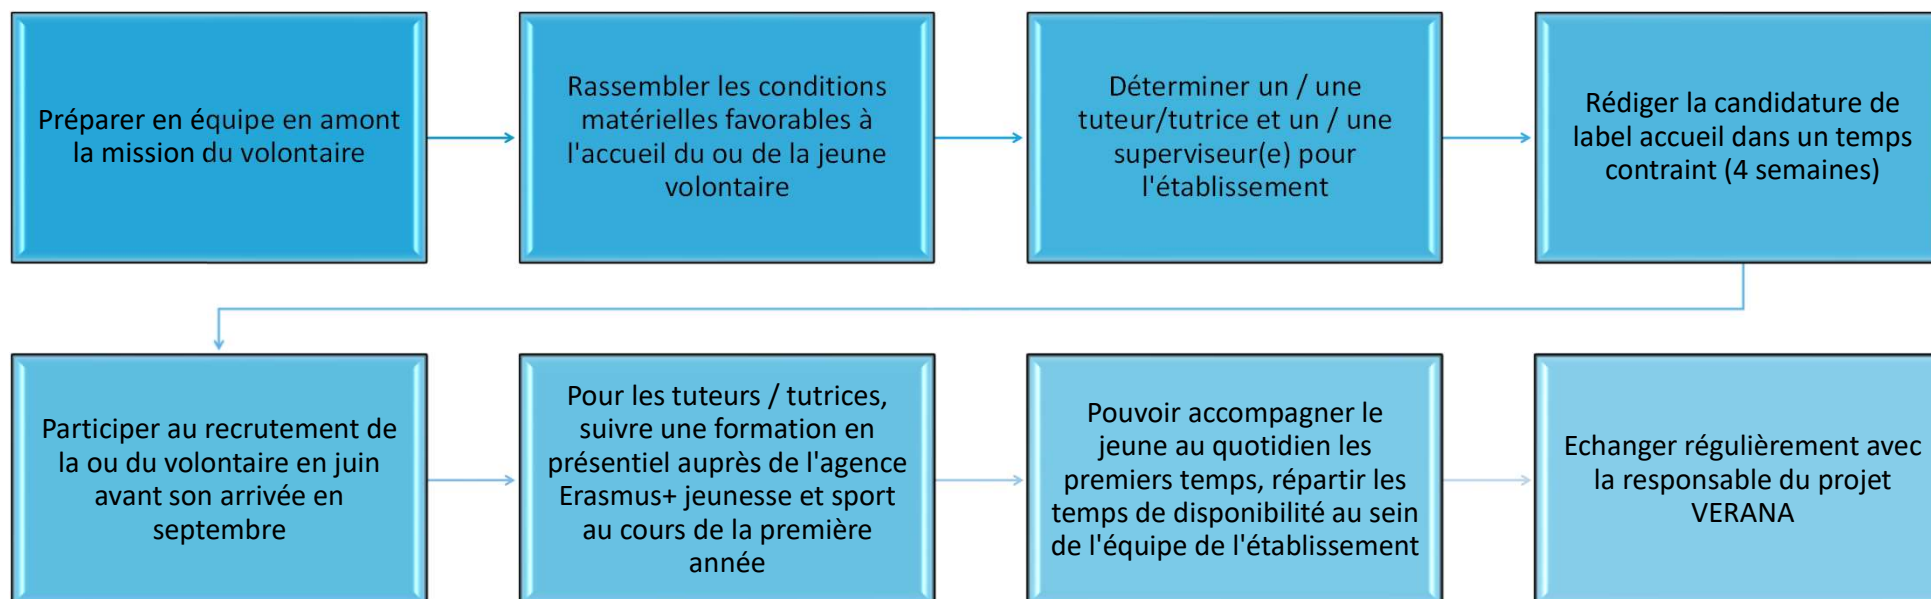 Préparer en équipe en amont
la mission du volontaire
Rassembler les conditions
matérielles favorables à
l'accueil du ou de la jeune
volontaire
Déterminer un / une
tuteur/tutrice et un / une
superviseur(e) pour
l'établissement
Rédiger la candidature de
label accueil dans un temps
contraint (4 semaines)
Participer au recrutement de
la ou du volontaire en juin
avant son arrivée en
septembre
Pour les tuteurs / tutrices,
suivre une formation en
présentiel auprès de l'agence
Erasmus+ jeunesse et sport
au cours de la première
année
Pouvoir accompagner le
jeune au quotidien les
premiers temps, répartir les
temps de disponibilité au sein
de l'équipe de l'établissement
Echanger régulièrement avec
la responsable du projet
VERANA